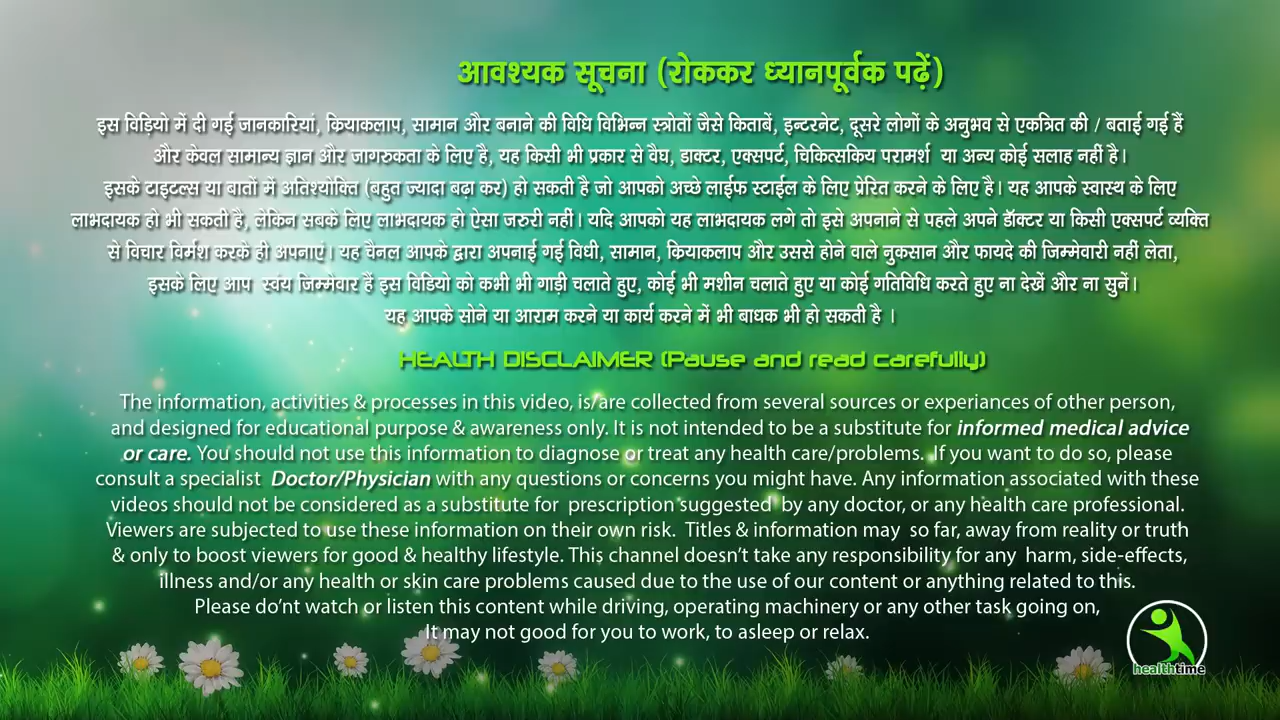 आवश्यक सूचना (रोककर ध्यानपूर्वक पढ़ें)
इस विड़ियो में दी गई जानकारियां, कियाकलाप, सामान और बनाने की विधि विभिन्न स्त्रोतों जैसे किताबें, इन्टरनेट, दूसरे लोगों के अनुभव से एकत्रित की / बताई गई हैं
और केवल सामान्य ज्ञान और जागरुकता के लिए है, यह किसी भी प्रकार से वैघ, डाक्टर, एक्सपर्ट, चिकित्सकिय परामर्श या अन्य कोई सलाह नहीं है।
इसके टाइटल्स या बातों में अतिश्योक्ति (बहुत ज्यादा बढ़ा कर) हो सकती है जो आपको अच्छे लाईफ स्टाईल के लिए प्रेरित करने के लिए है। यह आपके स्वास्थ के लिए
लाभदायक हो भी सकती है, लेकिन सबके लिए लाभदायक हो ऐसा जरुरी नहीं। यदि आपको यह लाभदायक लगे तो इसे अपनाने से पहले अपने डॉक्टर या किसी एक्सपर्ट व्यक्ति
से विचार विर्मश करके ही अपनाएं। यह चैनल आपके द्वारा अपनाई गई विधी, सामान, कियाकलाप और उससे होने वाले नुकसान और फायदे की जिम्मेवारी नहीं लेता,
इसके लिए आप स्वंय जिम्मेवार हैं इस विडियो को कभी भी गाड़ी चलाते हुए, कोई भी मशीन चलाते हुए या कोई गतिविधि करते हुए ना देखें और ना सुनें।
यह आपके सोने या आराम करने या कार्य करने में भी बाधक भी हो सकती है ।
HEALTH DISCLAIMER (Pause and read carefully)
The information, activities & processes in this video, is/are collected from several sources or experiances of other person,
and designed for educational purpose & awareness only. It is not intended to be a substitute for informed medical advice
or care. You should not use this information to diagnose or treat any health care/problems. If you want to do so, please
consult a specialist Doctor/Physician with any questions or concerns you might have. Any information associated with these
videos should not be considered as a substitute for prescription suggested by any doctor, or any health care professional.
Viewers are subjected to use these information on their own risk. Titles & information may so far, away from reality or truth
& only to boost viewers for good & healthy lifestyle. This channel doesn't take any responsibility for any harm, side-effects,
illness and/or any health or skin care problems caused due to the use of our content or anything related to this.
Please do'nt watch or listen this content while driving, operating machinery or any other task going on,
It may not good for you to work, to asleep or relax.
healthtime